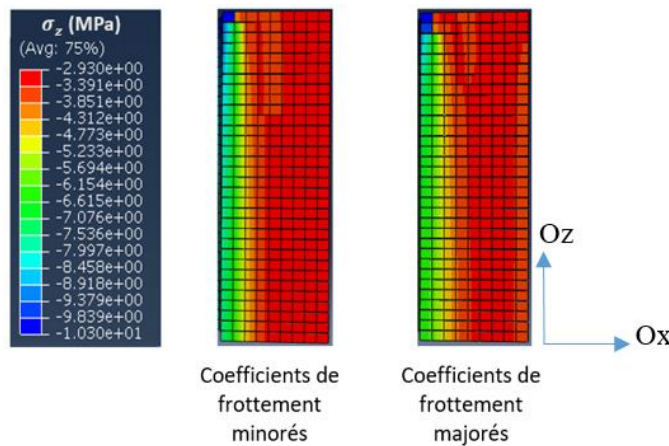 σz (MPa)
(Avg: 75%)
-2.930e+00
-3.391e+00
-3.851e+00
-4.312e+00
-4.773e+00
-5.233e+00
-5.694e+00
-6.154e+00
-6.615e+00
-7.076e+00
-7.536e+00
-7.997e+00
-8.458e+00
-8.918e+00
-9.379e+00
-9.839e+00
-1.030e+01
Oz
Ox
Coefficients de
frottement
minorés
Coefficients de
frottement
majorés